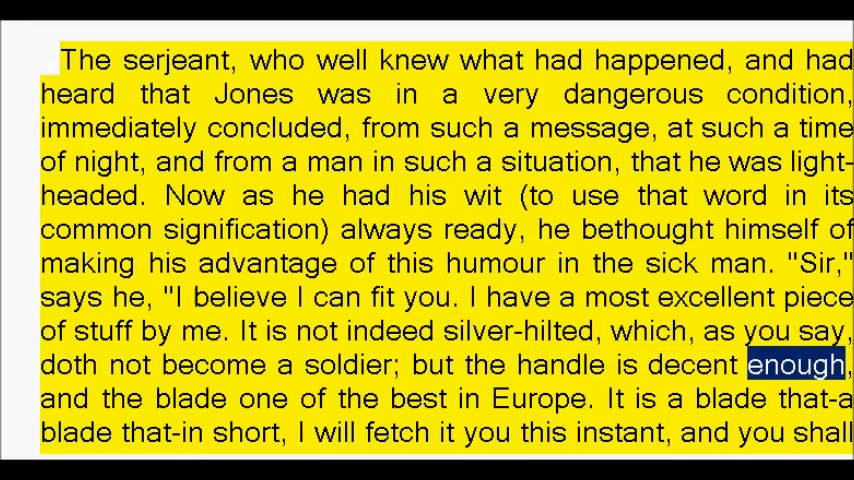 The serjeant, who well knew what had happened, and had
heard that Jones was in a very dangerous condition,
immediately concluded, from such a message, at such a time
of night, and from a man in such a situation, that he was light-
headed. Now as he had his wit (to use that word in its
common signification) always ready, he bethought himself of
making his advantage of this humour in the sick man. "Sir,"
says he, "I believe I can fit you. I have a most excellent piece
of stuff by me. It is not indeed silver-hilted, which, as you say,
doth not become a soldier; but the handle is decent enough,
and the blade one of the best in Europe. It is a blade that-a
blade that-in short, I will fetch it you this instant, and you shall